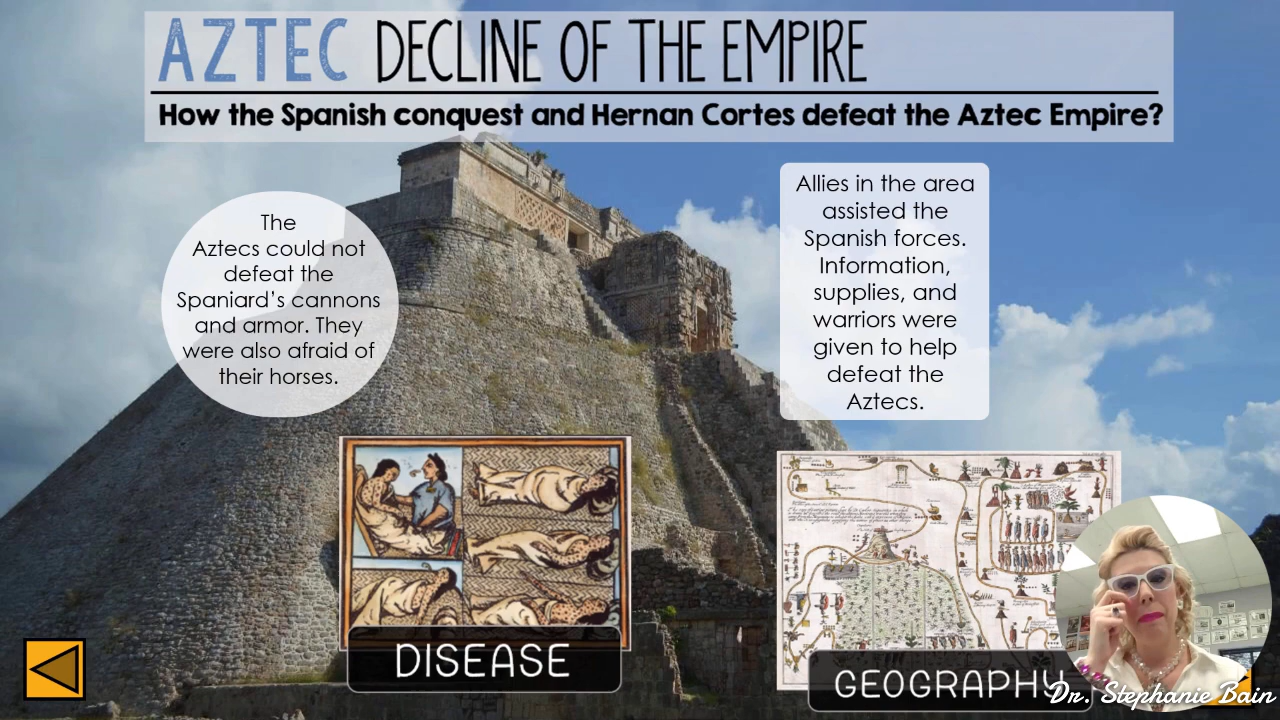 AZTEC DECLINE OF THE EMPIRE
How the Spanish conquest and Hernan Cortes defeat the Aztec Empire?
The
Aztecs could not
defeat the
Spaniard's cannons
and armor. They
were also afraid of
their horses.
Allies in the area
assisted the
Spanish forces.
Information,
supplies, and
warriors were
given to help
defeat the
Aztecs.
DISEASE
GEOGRAPHY
Dr. Stephanie Bain